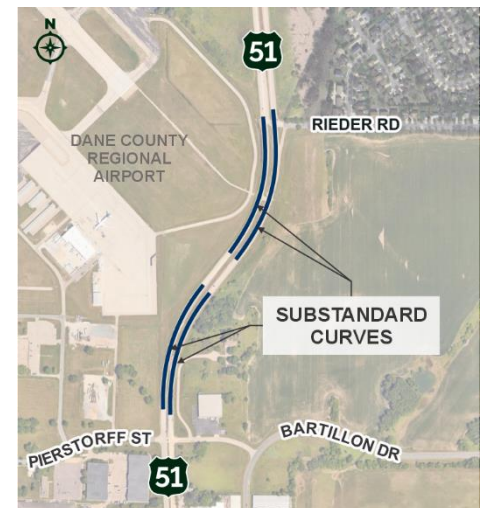 N
51
RIEDER RD
DANE COUNTY
REGIONAL
AIRPORT
SUBSTANDARD
CURVES
PIERSTORFF ST
BARTILLON DR
51